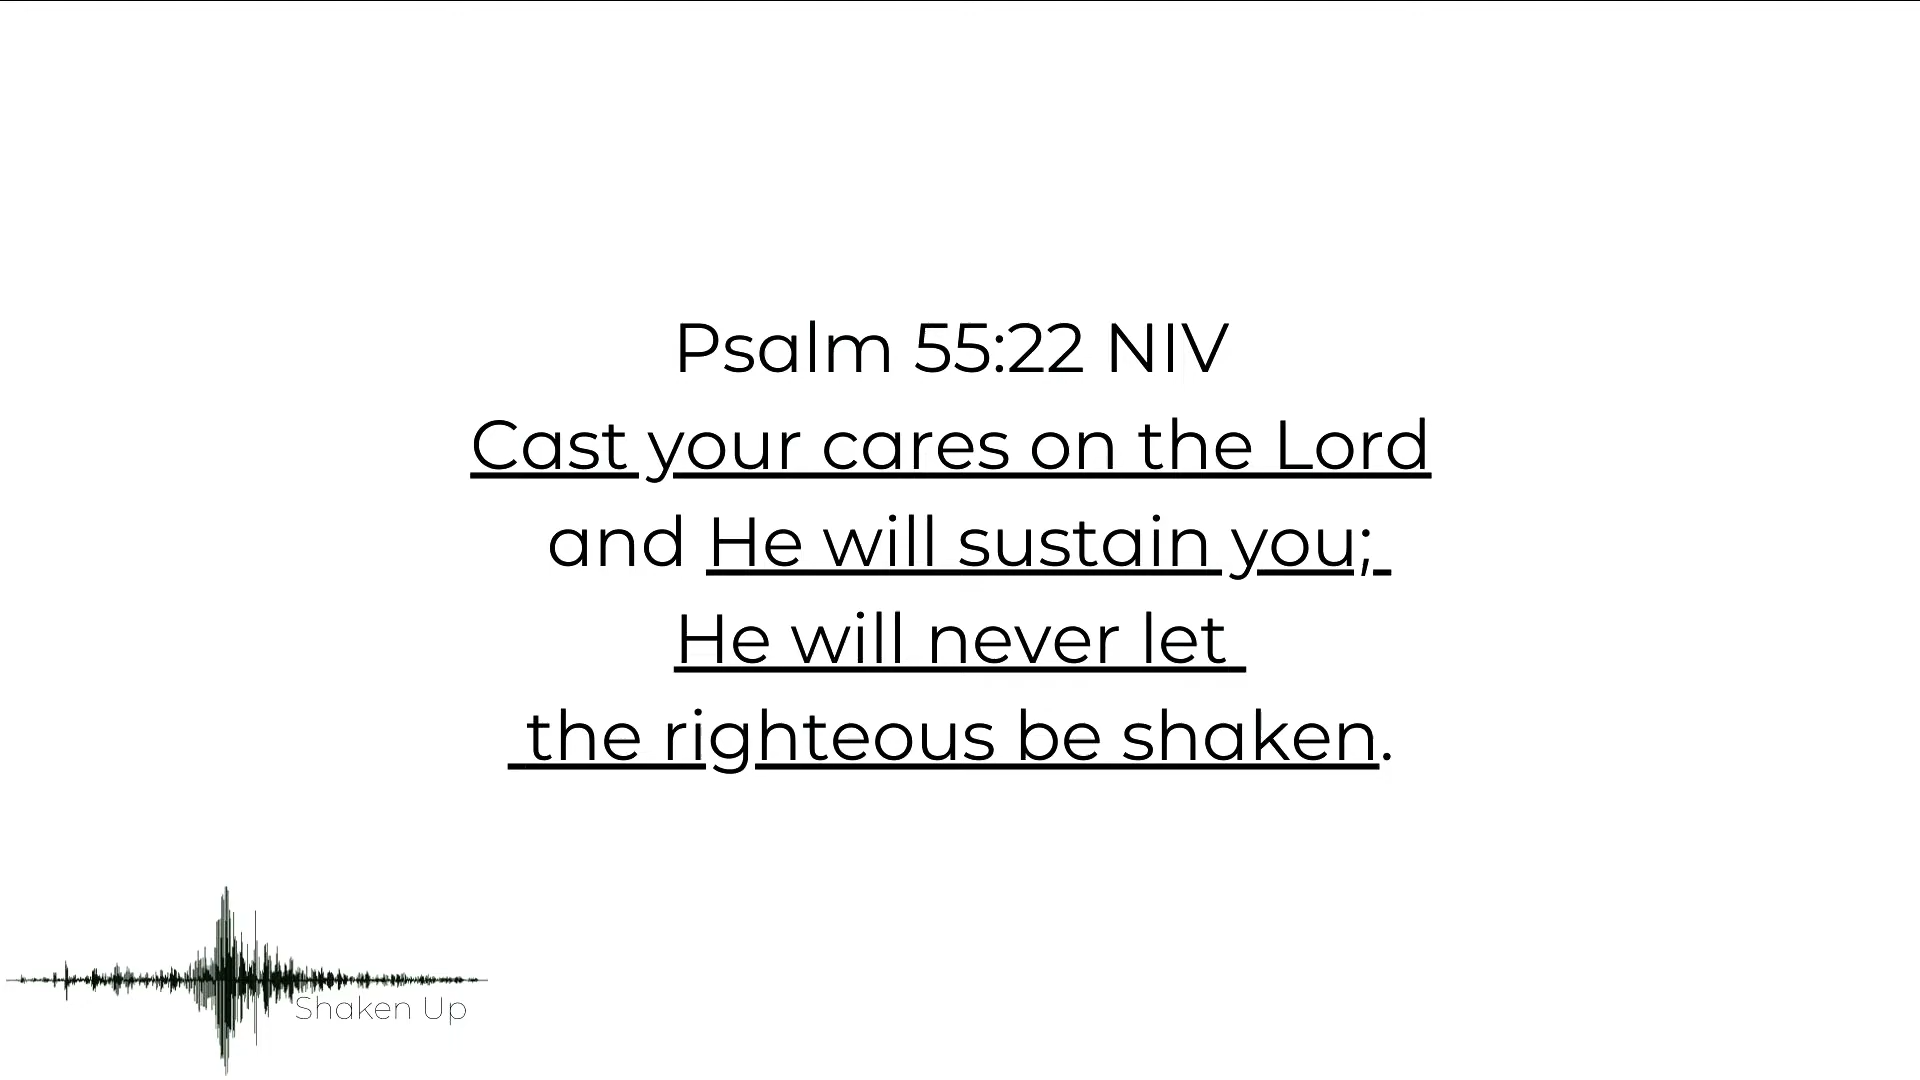 Psalm 55:22 NIV
Cast your cares on the Lord
and He will sustain you;
He will never let
the righteous be shaken.
Shaken Up